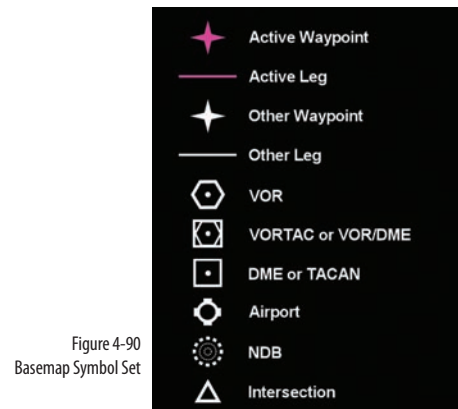 Active Waypoint
Active Leg
Other Waypoint
Other Leg
VOR
VORTAC or VOR/DME
DME or TACAN
Airport
NDB
Intersection
Figure 4-90
Basemap Symbol Set